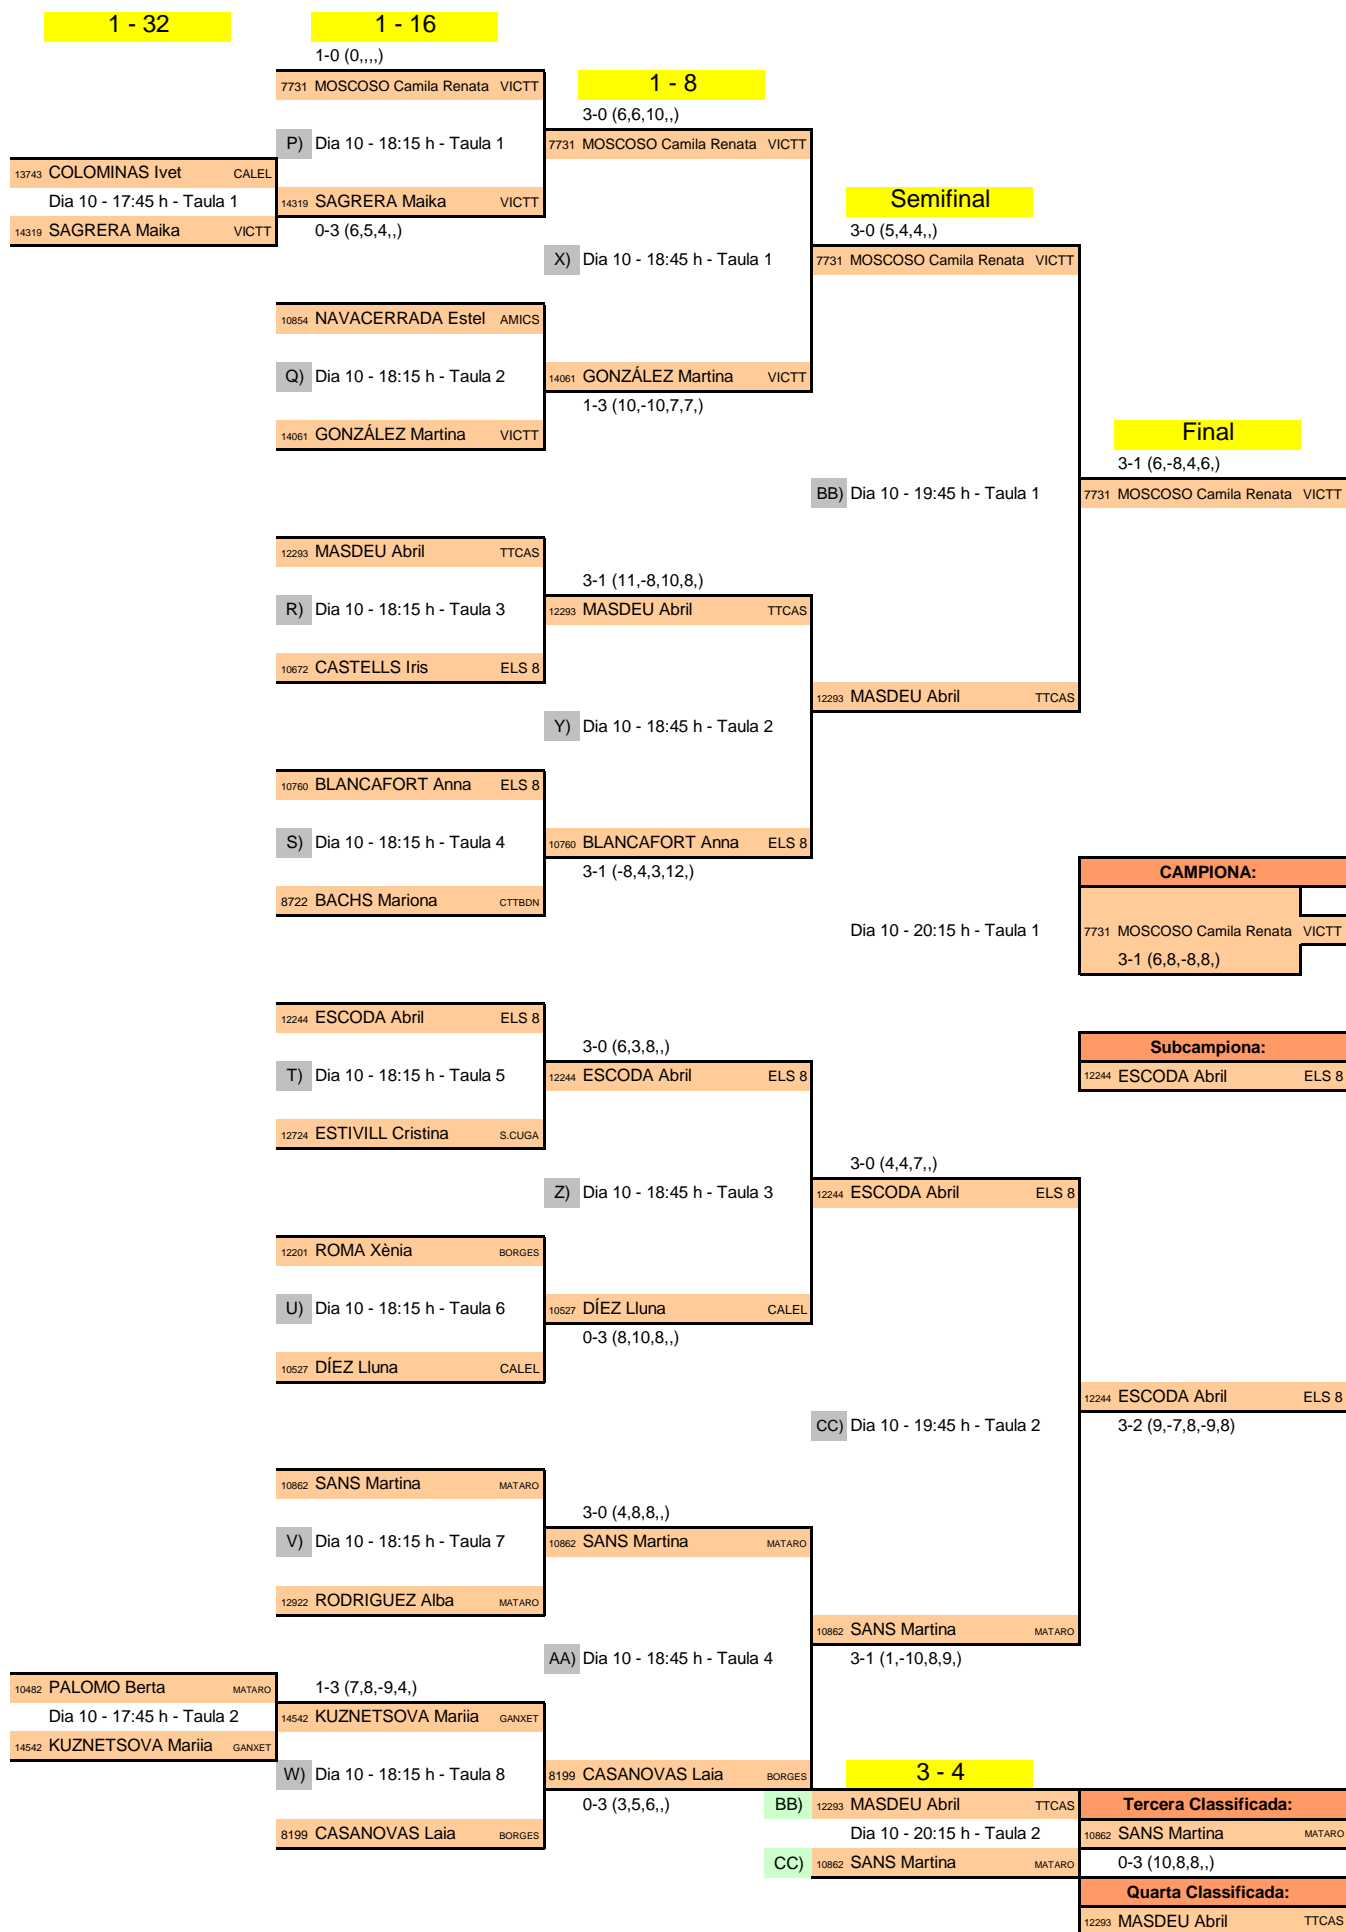 1 - 32
1 - 16
1-0 (0,,,,)
7731 MOSCOSO Camila Renata VICTT
1 - 8
3-0 (6,6,10,,)
P) Dia 10 - 18:15 h - Taula 1
7731 MOSCOSO Camila Renata VICTT
13743 COLOMINAS Ivet CALEL
Dia 10 - 17:45 h - Taula 1
14319 SAGRERA Maika VICTT
Semifinal
14319 SAGRERA Maika VICTT
0-3 (6,5,4,,)
3-0 (5,4,4,,)
X) Dia 10 - 18:45 h - Taula 1
7731 MOSCOSO Camila Renata VICTT
10854 NAVACERRADA Estel AMICS
Q) Dia 10 - 18:15 h - Taula 2
14061 GONZÁLEZ Martina VICTT
1-3 (10,-10,7,7,)
14061 GONZÁLEZ Martina VICTT
Final
3-1 (6,-8,4,6,)
BB) Dia 10 - 19:45 h - Taula 1
7731 MOSCOSO Camila Renata VICTT
12293 MASDEU Abril TTCAS
3-1 (11,-8,10,8,)
R) Dia 10 - 18:15 h - Taula 3
12293 MASDEU Abril TTCAS
10672 CASTELLS Iris ELS 8
12293 MASDEU Abril TTCAS
Y) Dia 10 - 18:45 h - Taula 2
10760 BLANCAFORT Anna ELS 8
S) Dia 10 - 18:15 h - Taula 4
10760 BLANCAFORT Anna ELS 8
3-1 (-8,4,3,12,)
CAMPIONA:
8722 BACHS Mariona CTTBDN
Dia 10 - 20:15 h - Taula 1
7731 MOSCOSO Camila Renata VICTT
3-1 (6,8,-8,8,)
12244 ESCODA Abril ELS 8
3-0 (6,3,8,,)
Subcampiona:
T) Dia 10 - 18:15 h - Taula 5
12244 ESCODA Abril ELS 8
12244 ESCODA Abril ELS 8
12724 ESTIVILL Cristina S.CUGA
3-0 (4,4,7,,)
Z) Dia 10 - 18:45 h - Taula 3
12244 ESCODA Abril ELS 8
12201 ROMA Xènia BORGES
U) Dia 10 - 18:15 h - Taula 6
10527 DÍEZ Lluna CALEL
0-3 (8,10,8,,)
10527 DÍEZ Lluna CALEL
12244 ESCODA Abril ELS 8
CC) Dia 10 - 19:45 h - Taula 2
3-2 (9,-7,8,-9,8)
10862 SANS Martina MATARO
3-0 (4,8,8,,)
V) Dia 10 - 18:15 h - Taula 7
10862 SANS Martina MATARO
12922 RODRIGUEZ Alba MATARO
10862 SANS Martina MATARO
AA) Dia 10 - 18:45 h - Taula 4
3-1 (1,-10,8,9,)
10482 PALOMO Berta MATARO
1-3 (7,8,-9,4,)
Dia 10 - 17:45 h - Taula 2
14542 KUZNETSOVA Mariia GANXET
14542 KUZNETSOVA Mariia GANXET
W) Dia 10 - 18:15 h - Taula 8
8199 CASANOVAS Laia BORGES
3 - 4
0-3 (3,5,6,,)
BB) 12293 MASDEU Abril TTCAS
Tercera Classificada:
8199 CASANOVAS Laia BORGES
Dia 10 - 20:15 h - Taula 2
10862 SANS Martina MATARO
CC) 10862 SANS Martina MATARO
0-3 (10,8,8,,)
Quarta Classificada:
12293 MASDEU Abril TTCAS